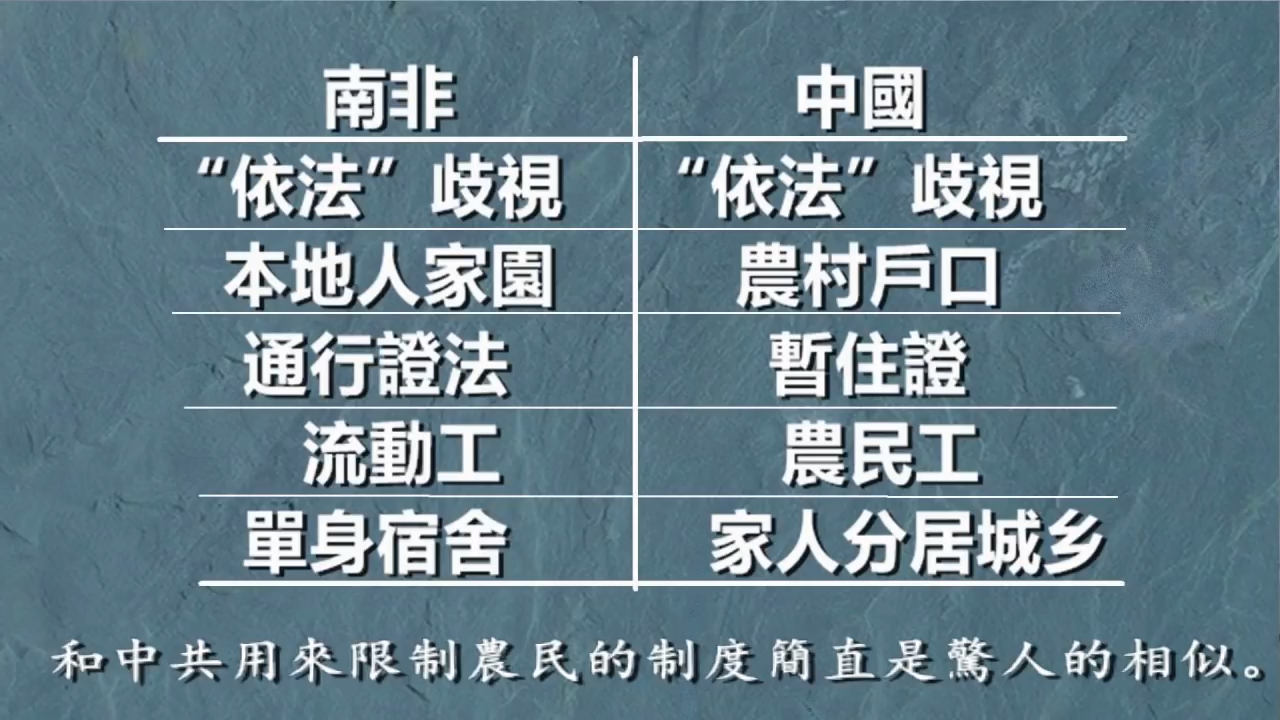 南非 中國
“依法”歧視 “依法”歧視
本地人家園 農村戶口
通行證法 暫住證
流動工 農民工
單身宿舍 家人分居城乡
和中共用來限制農民的制度簡直是驚人的相似。